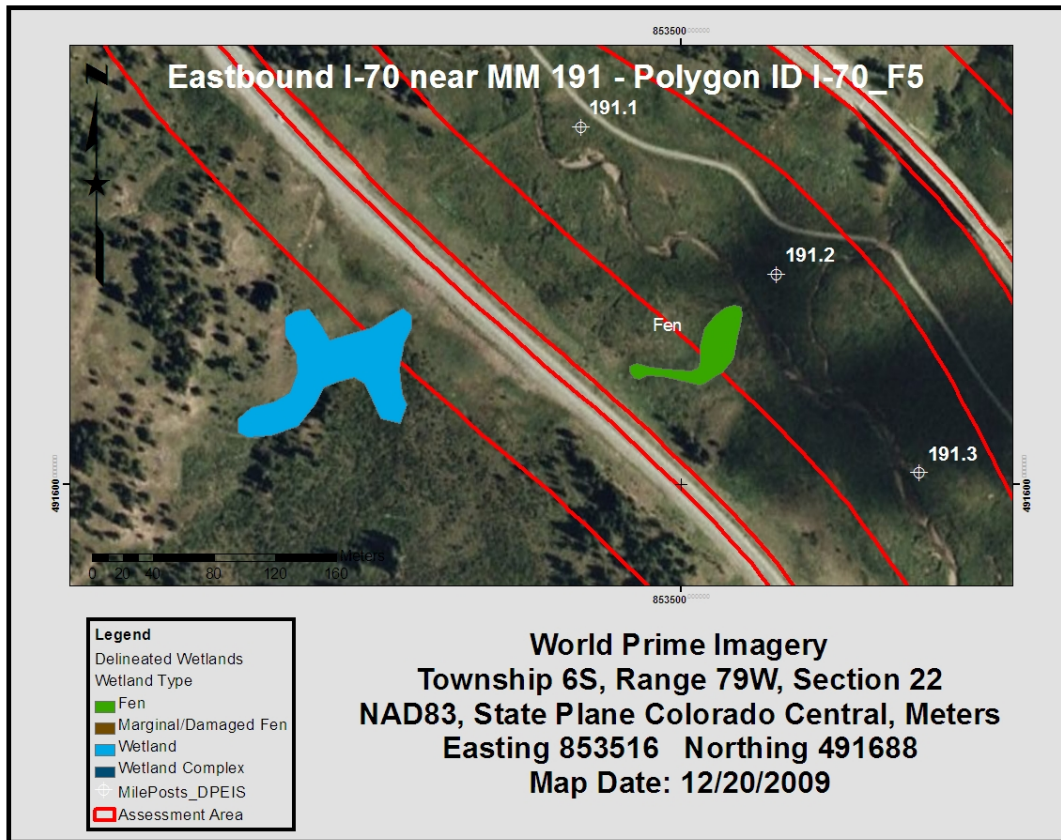 853500
Eastbound I-70 near MM 191 - Polygon ID I-70_F5
N
191.1
191.2
Fen
191.3
491600
491600
Meters
0 20 40 80 120 160
853500
Legend
Delineated Wetlands
Wetland Type
Fen
Marginal/Damaged Fen
Wetland
Wetland Complex
MilePosts_DPEIS
Assessment Area
World Prime Imagery
Township 6S, Range 79W, Section 22
NAD83, State Plane Colorado Central, Meters
Easting 853516 Northing 491688
Map Date: 12/20/2009